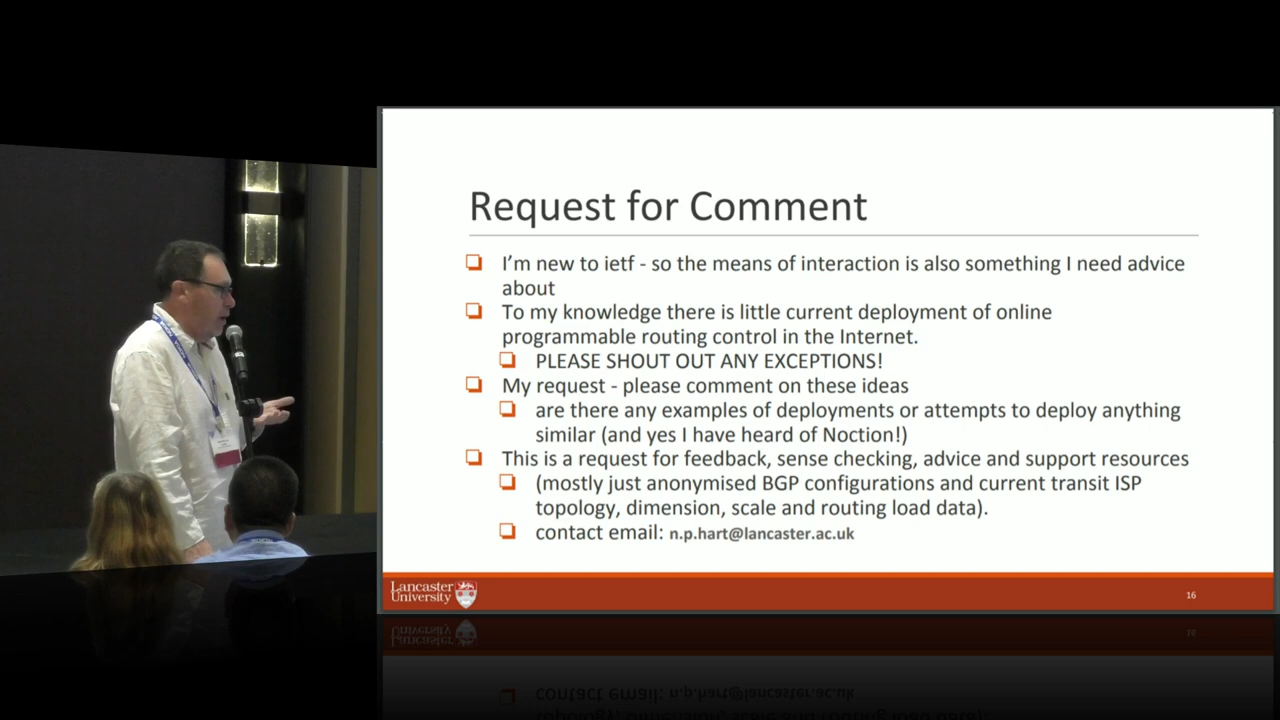 Request for Comment
❑ I'm new to ietf - so the means of interaction is also something I need advice
about
❑ To my knowledge there is little current deployment of online
programmable routing control in the Internet.
❑ PLEASE SHOUT OUT ANY EXCEPTIONS!
❑ My request - please comment on these ideas
❑ are there any examples of deployments or attempts to deploy anything
similar (and yes I have heard of Noction!)
❑ This is a request for feedback, sense checking, advice and support resources
❑ (mostly just anonymised BGP configurations and current transit ISP
topology, dimension, scale and routing load data).
❑ contact email: n.p.hart@lancaster.ac.uk
Lancaster
University
16